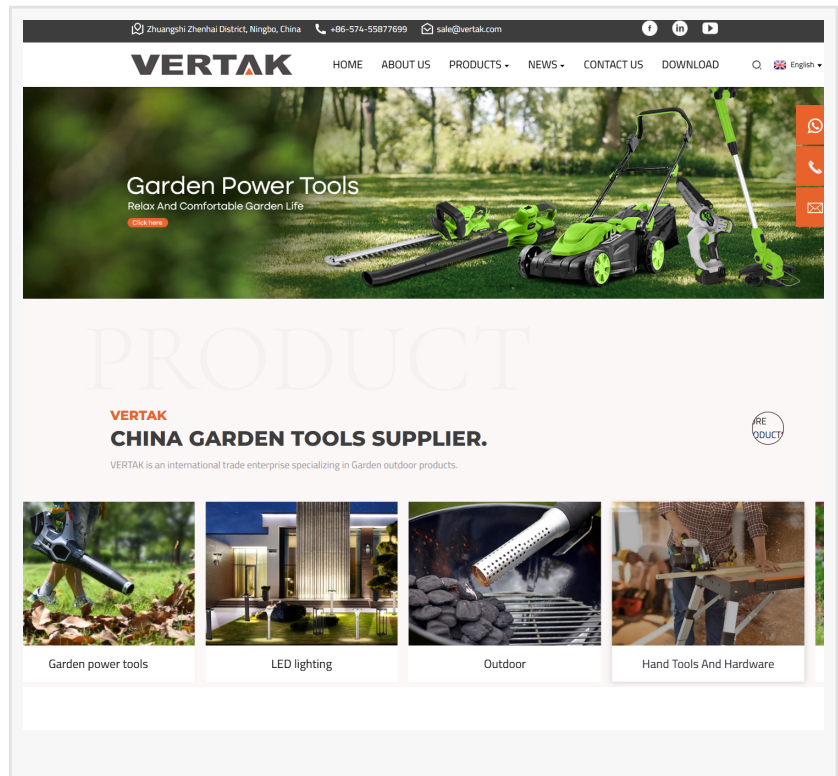 Zhuangshi Zhenhai District, Ningbo, China +86-574-55877699 sale@vertak.com
VERTAK HOME ABOUT US PRODUCTS NEWS CONTACT US DOWNLOAD English
Garden Power Tools
Relax And Comfortable Garden Life
Click here
PRODUCT
VERTAK
CHINA GARDEN TOOLS SUPPLIER.
VERTAK is an international trade enterprise specializing in Garden outdoor products.
Garden power tools LED lighting Outdoor Hand Tools And Hardware